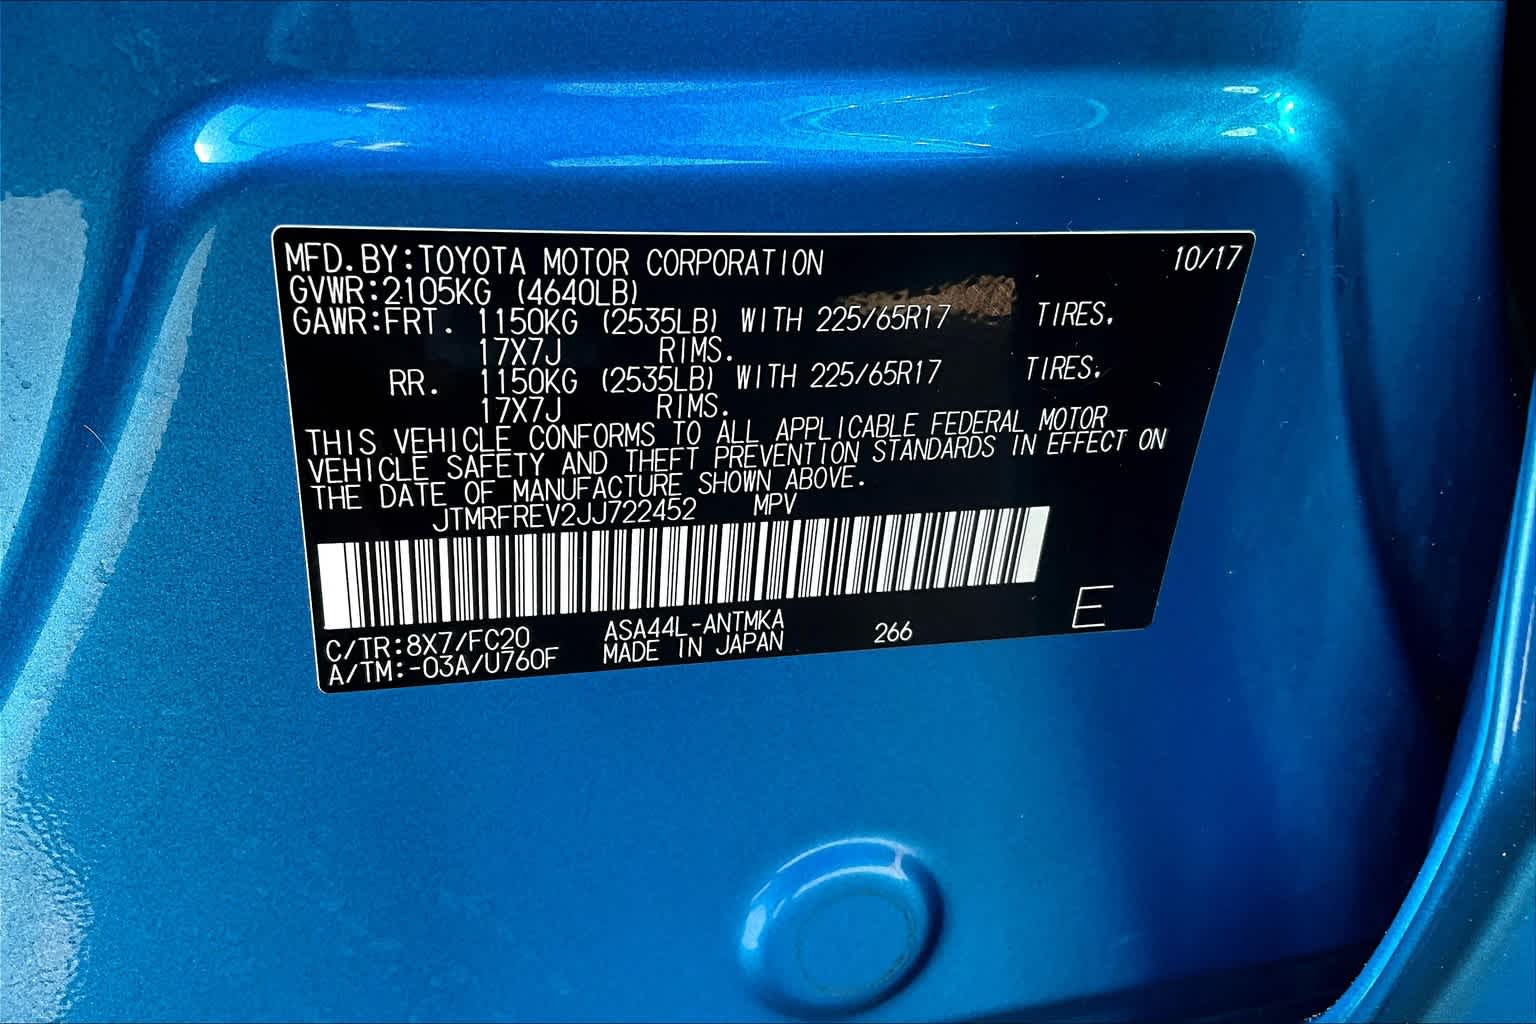 MFD.BY:TOYOTA MOTOR CORPORATION 10/17
GVWR:2105KG (4640LB)
GAWR:FRT. 1150KG (2535LB) WITH 225/65R17 TIRES.
17X7J RIMS.
RR. 1150KG (2535LB) WITH 225/65R17 TIRES.
17X7J RIMS.
THIS VEHICLE CONFORMS TO ALL APPLICABLE FEDERAL MOTOR
VEHICLE SAFETY AND THEFT PREVENTION STANDARDS IN EFFECT ON
THE DATE OF MANUFACTURE SHOWN ABOVE.
JTMRFREV2JJ722452 MPV
C/TR:8X7/FC20 ASA44L-ANTMKA 266 E
A/TM:-03A/U760F MADE IN JAPAN